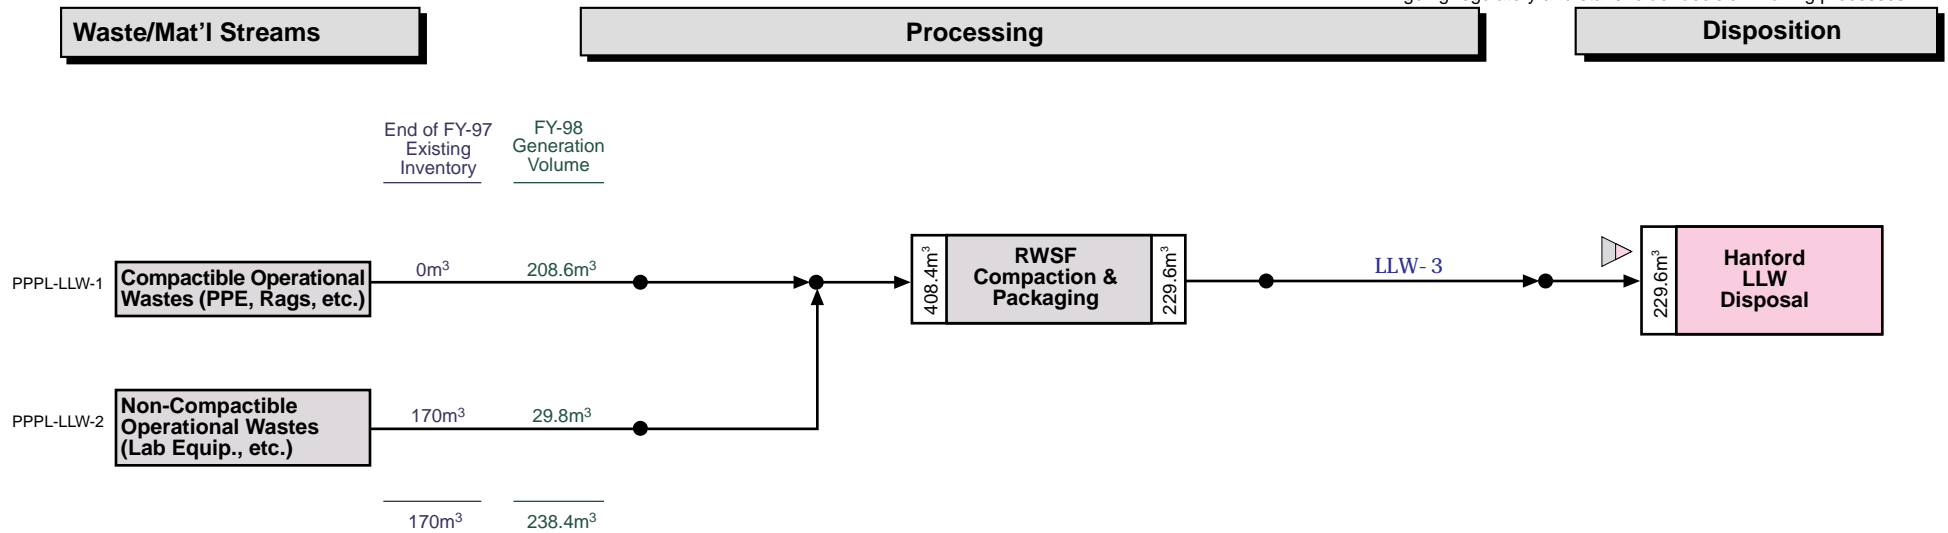 Waste/Mat'l Streams
Processing
Disposition
End of FY-97
Existing
Inventory
FY-98
Generation
Volume
PPPL-LLW-1
Compactible Operational
Wastes (PPE, Rags, etc.)
0m³
208.6m³
408.4m³
RWSF
Compaction &
Packaging
229.6m³
LLW- 3
229.6m³
Hanford
LLW
Disposal
PPPL-LLW-2
Non-Compactible
Operational Wastes
(Lab Equip., etc.)
170m³
29.8m³
170m³
238.4m³